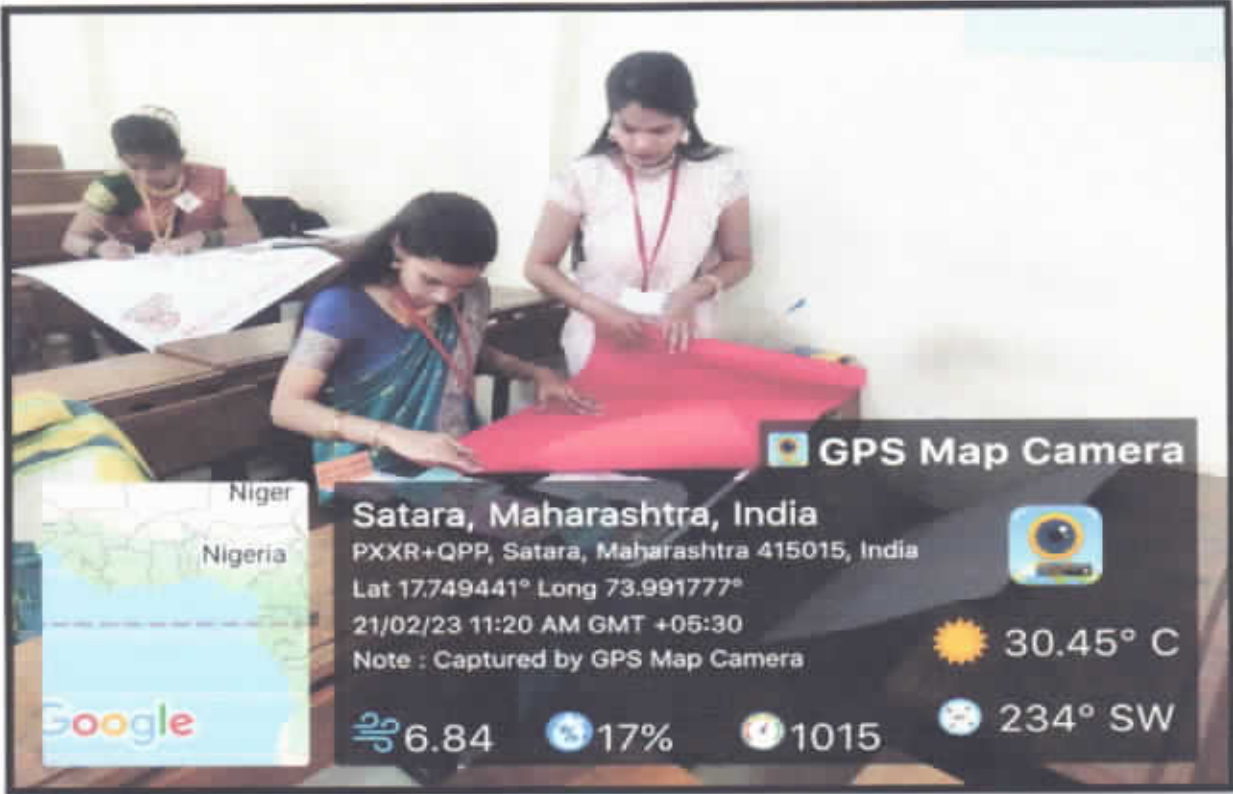 GPS Map Camera
Niger
Nigeria
Google
Satara, Maharashtra, India
PXXR+QPP, Satara, Maharashtra 415015, India
Lat 17.749441° Long 73.991777°
21/02/23 11:20 AM GMT +05:30
Note : Captured by GPS Map Camera
30.45° C
6.84
17%
1015
234° SW